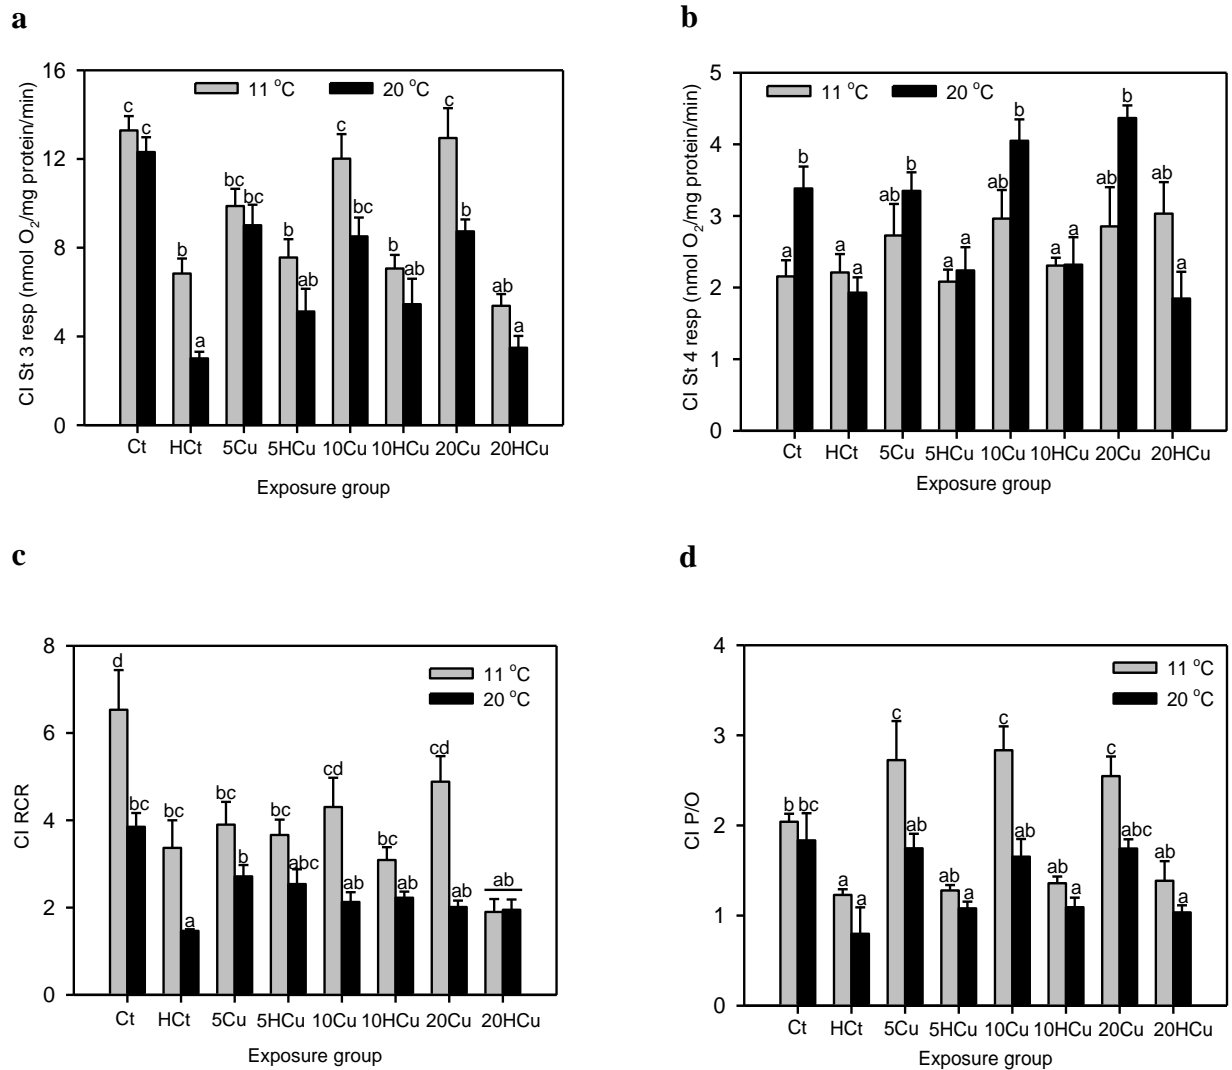 a
CI St 3 resp (nmol O2/mg protein/min)
16
12
8
4
0
11 °C
20 °C
c
c
b
a
bc
bc
b
ab
c
bc
b
ab
c
b
ab
a
Ct
HCt
5Cu
5HCu
10Cu
10HCu
20Cu
20HCu
Exposure group
b
CI St 4 resp (nmol O2/mg protein/min)
5
4
3
2
1
0
11 °C
20 °C
a
b
a
a
ab
b
a
a
ab
b
a
a
ab
b
ab
a
Ct
HCt
5Cu
5HCu
10Cu
10HCu
20Cu
20HCu
Exposure group
c
CI RCR
8
6
4
2
0
11 °C
20 °C
d
bc
bc
a
bc
b
bc
abc
cd
ab
bc
ab
cd
ab
ab
Ct
HCt
5Cu
5HCu
10Cu
10HCu
20Cu
20HCu
Exposure group
d
CI P/O
4
3
2
1
0
11 °C
20 °C
b
bc
a
a
c
ab
ab
a
c
ab
ab
a
c
abc
ab
a
Ct
HCt
5Cu
5HCu
10Cu
10HCu
20Cu
20HCu
Exposure group